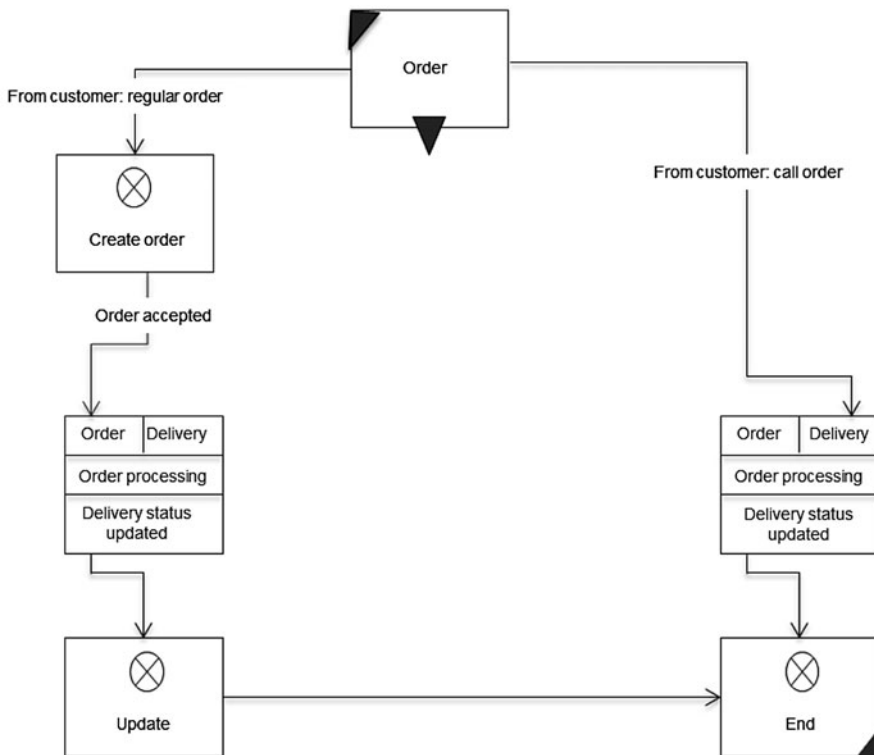 Order
From customer: regular order
From customer: call order
Create order
Order accepted
Order Delivery
Order processing
Delivery status
updated
Order Delivery
Order processing
Delivery status
updated
Update
End